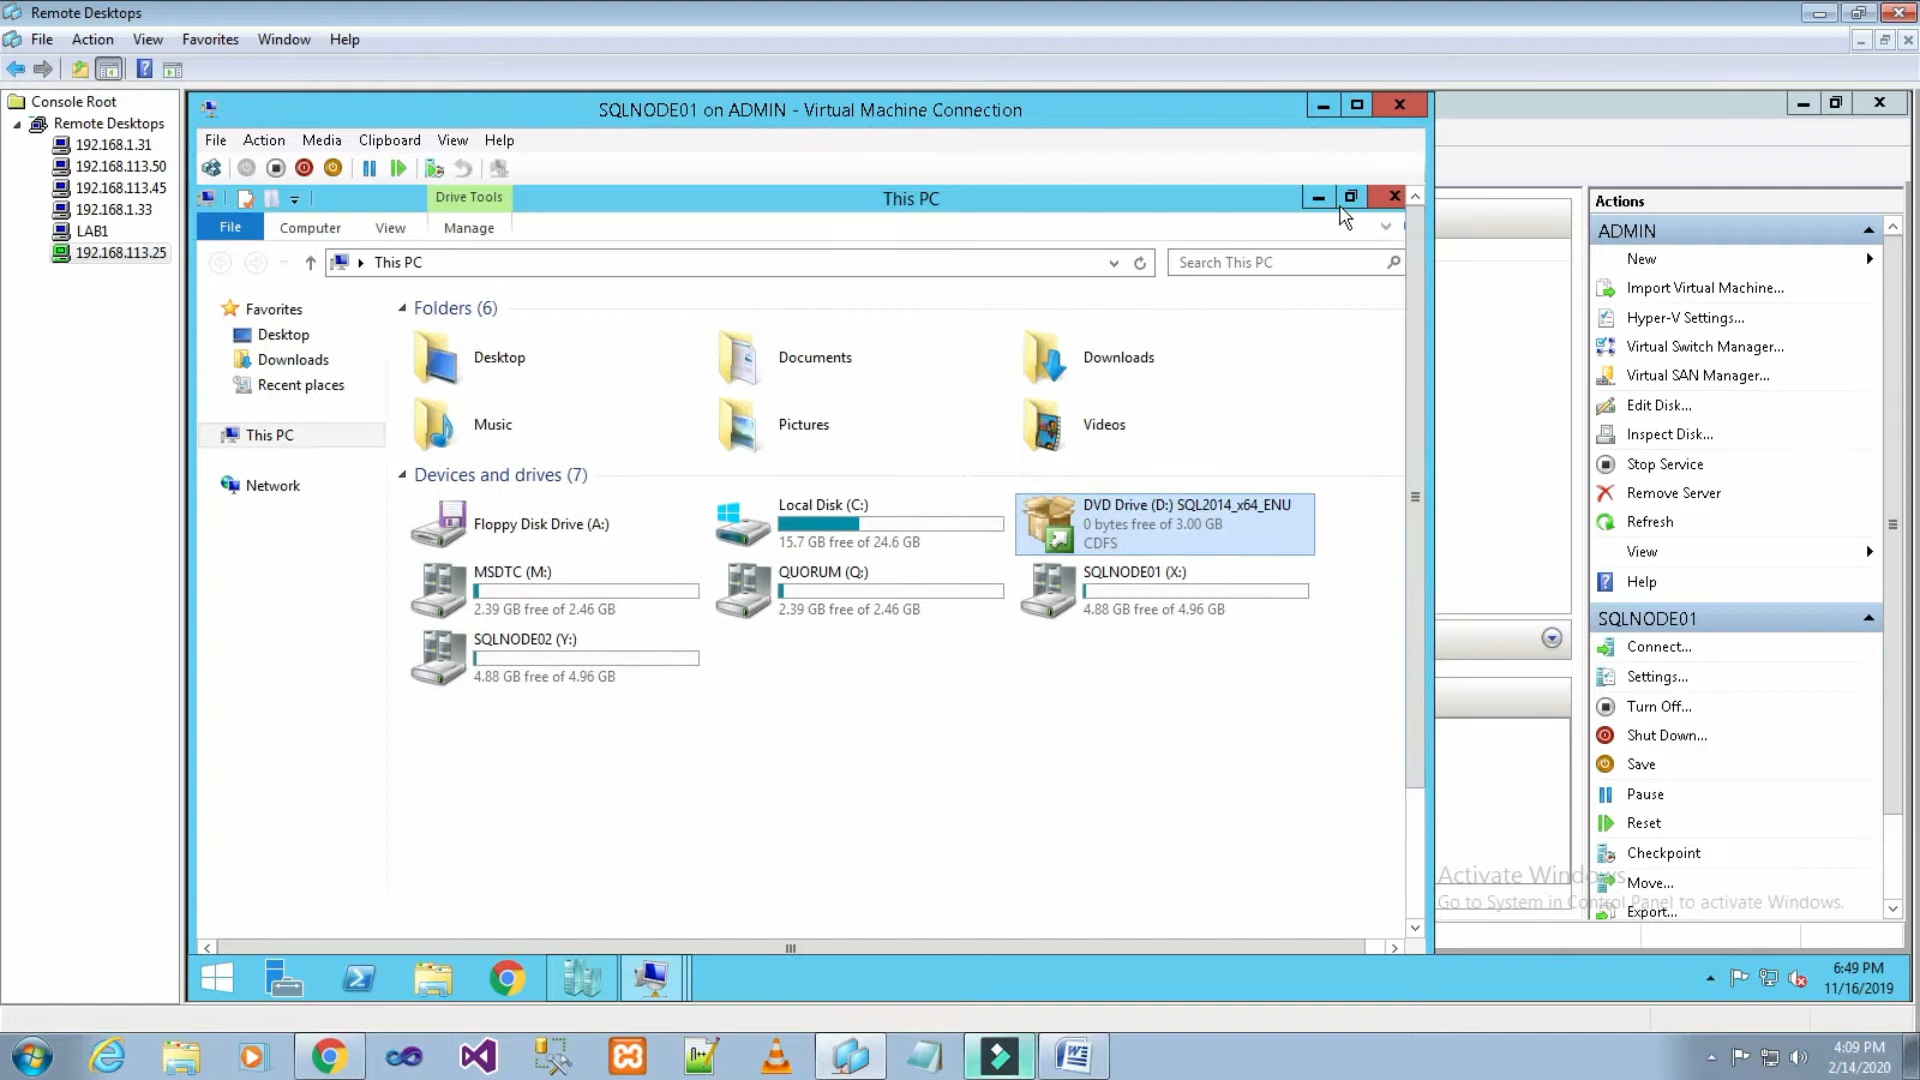 Remote Desktops
File Action View Favorites Window Help
Console Root
Remote Desktops
192.168.1.31
192.168.113.50
192.168.113.45
192.168.1.33
LAB1
192.168.113.25
SQLNODE01 on ADMIN - Virtual Machine Connection
File Action Media Clipboard View Help
Drive Tools
This PC
File Computer View Manage
This PC
Search This PC
Favorites
Desktop
Downloads
Recent places
This PC
Network
Folders (6)
Desktop
Documents
Downloads
Music
Pictures
Videos
Devices and drives (7)
Floppy Disk Drive (A:)
Local Disk (C:)
15.7 GB free of 24.6 GB
DVD Drive (D:) SQL2014_x64_ENU
0 bytes free of 3.00 GB
CDFS
MSDTC (M:)
2.39 GB free of 2.46 GB
QUORUM (Q:)
2.39 GB free of 2.46 GB
SQLNODE01 (X:)
4.88 GB free of 4.96 GB
SQLNODE02 (Y:)
4.88 GB free of 4.96 GB
Actions
ADMIN
New
Import Virtual Machine...
Hyper-V Settings...
Virtual Switch Manager...
Virtual SAN Manager...
Edit Disk...
Inspect Disk...
Stop Service
Remove Server
Refresh
View
Help
SQLNODE01
Connect...
Settings...
Turn Off...
Shut Down...
Save
Pause
Reset
Checkpoint
Move...
Export...
Activate Windows
Go to System in Control Panel to activate Windows.
6:49 PM
11/16/2019
4:09 PM
2/14/2020